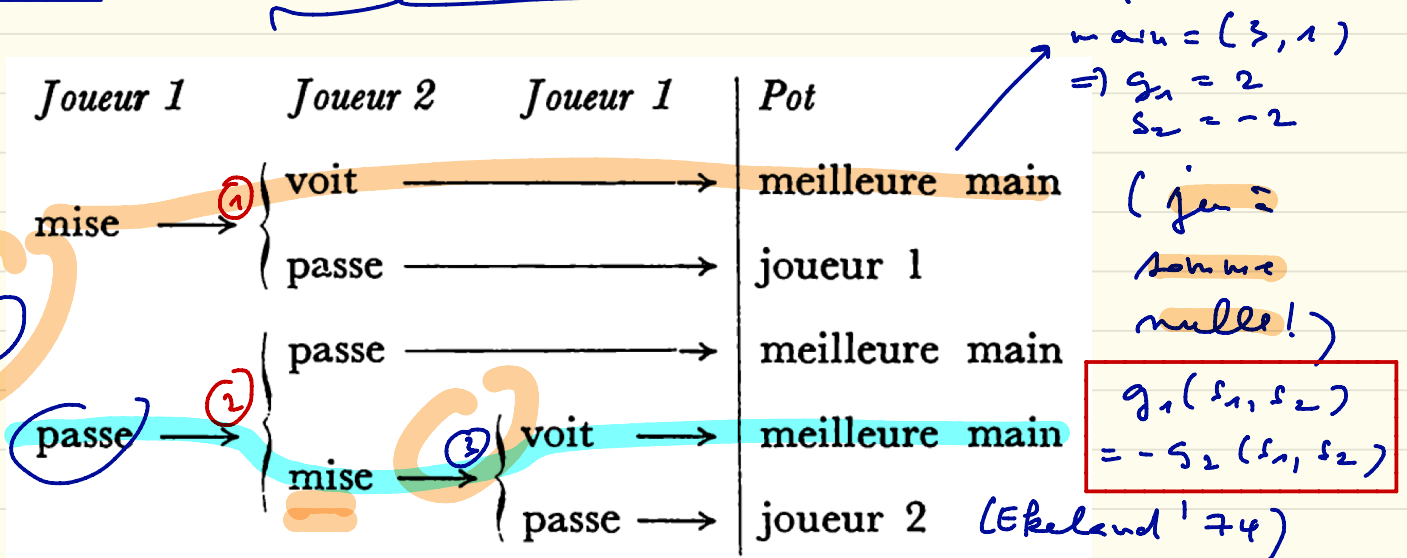 main = (3, 1)
Joueur 1 Joueur 2 Joueur 1 Pot
⇒ g₁ = 2
g₂ = -2
mise → ① { voit → meilleure main
passe → joueur 1
(jeu à
somme
nulle!)
passe → ② { passe → meilleure main
mise → ③ { voit → meilleure main
passe → joueur 2
g₁(s₁, s₂)
= -g₂(s₁, s₂)
(Ekeland '74)